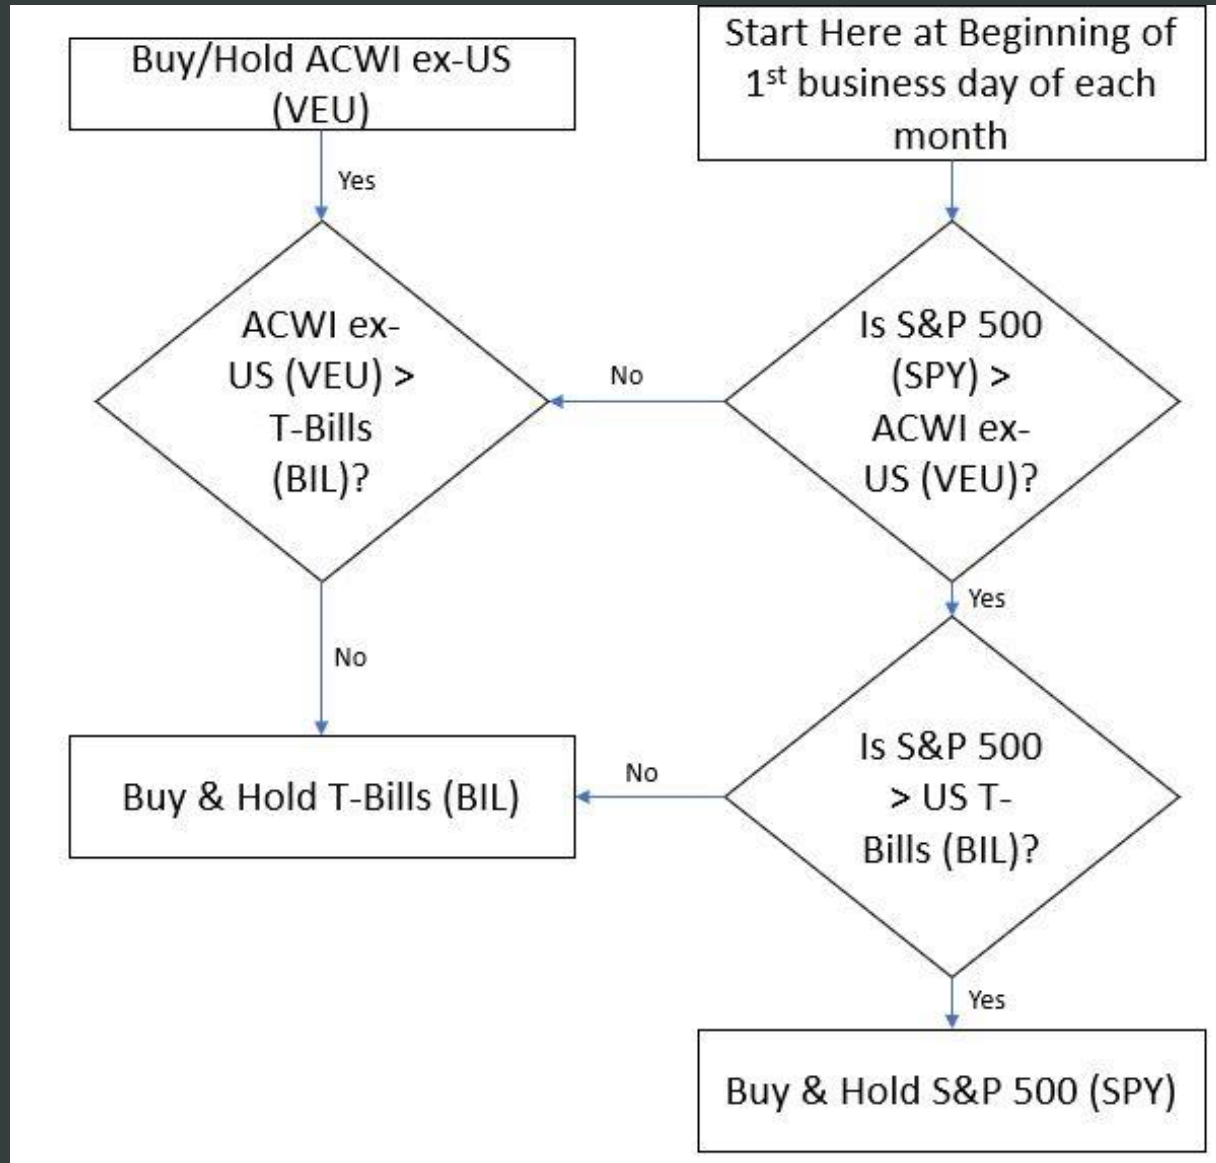 Buy/Hold ACWI ex-US
(VEU)
Start Here at Beginning of
1st business day of each
month
Yes
ACWI ex-
US (VEU) >
T-Bills
(BIL)?
No
Is S&P 500
(SPY) >
ACWI ex-
US (VEU)?
Yes
No
Is S&P 500
> US T-
Bills (BIL)?
No
Buy & Hold T-Bills (BIL)
Yes
Buy & Hold S&P 500 (SPY)